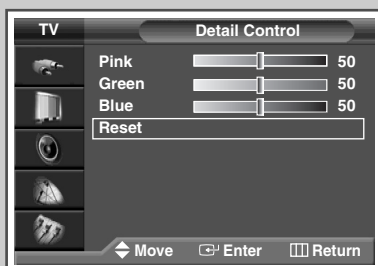 TV Detail Control
Pink 50
Green 50
Blue 50
Reset
Move Enter Return